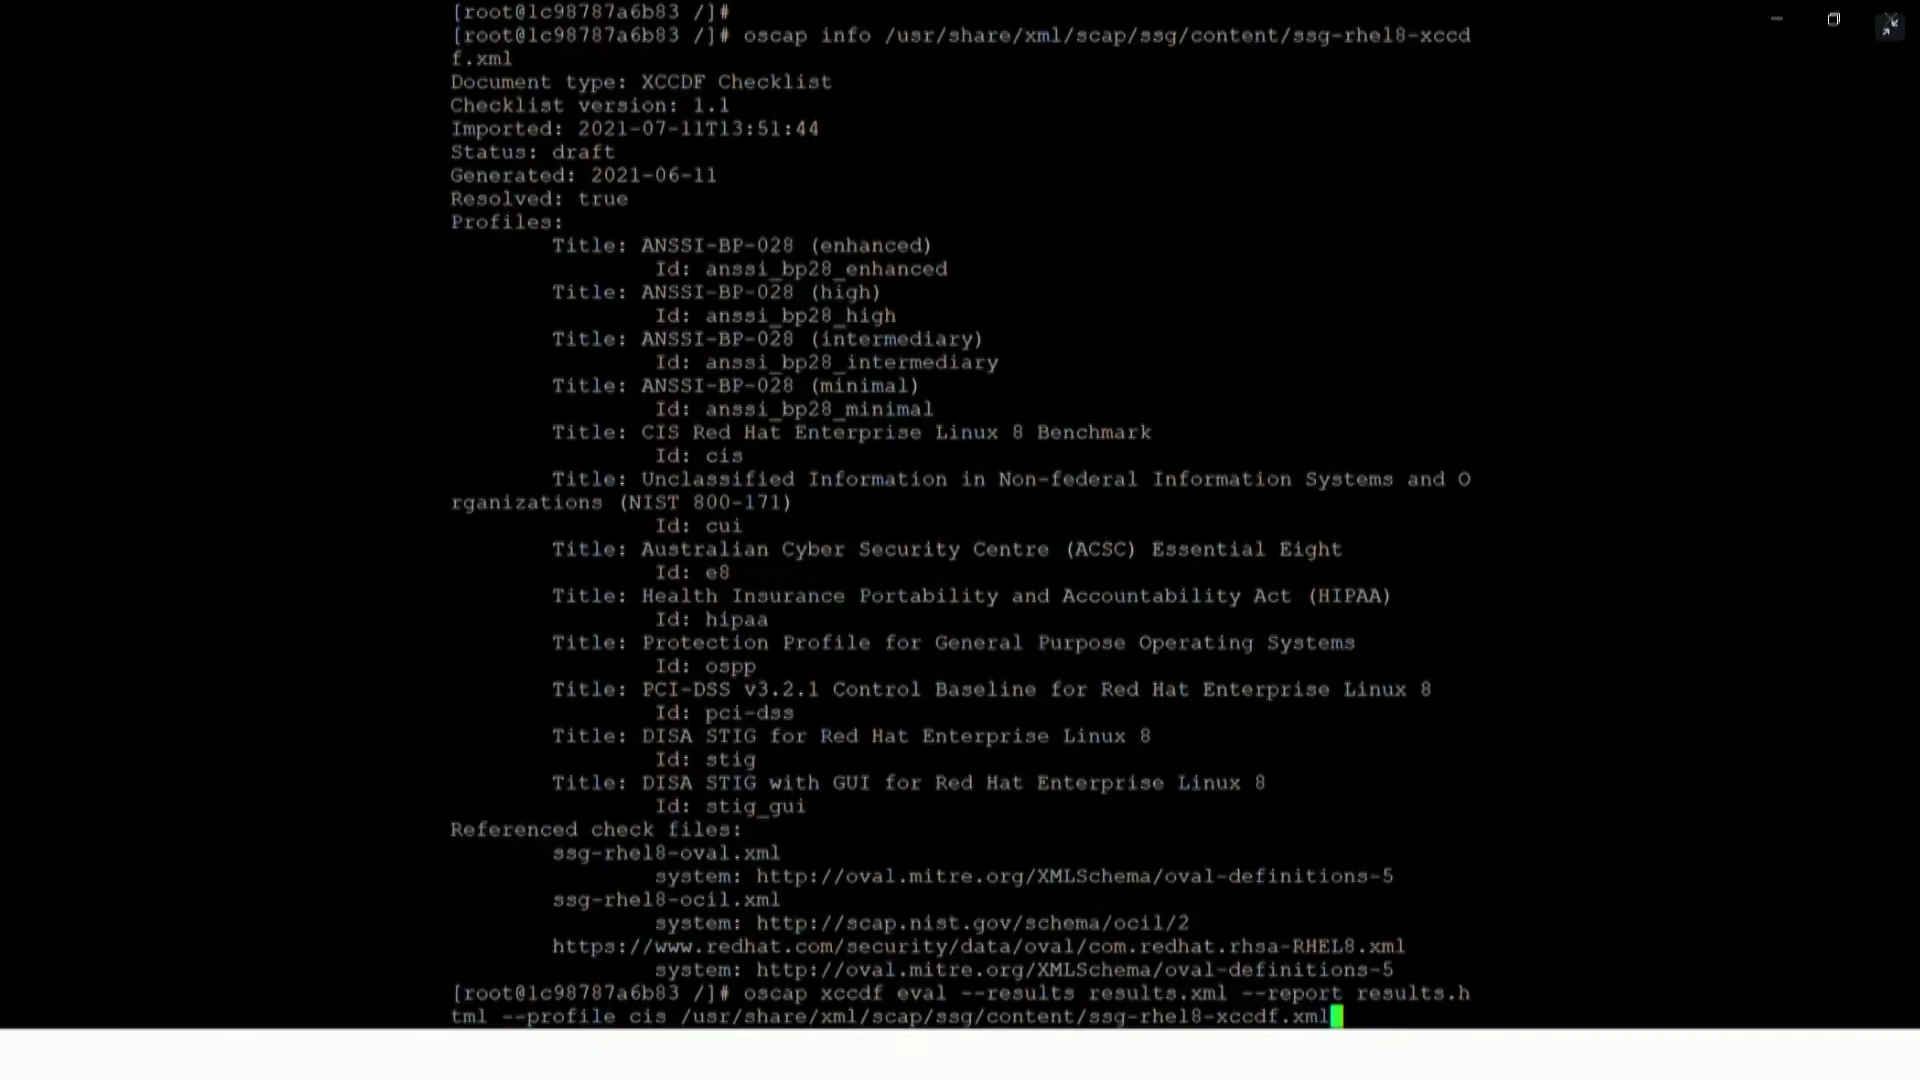 [root@1c98787a6b83 /]#
[root@1c98787a6b83 /]# oscap info /usr/share/xml/scap/ssg/content/ssg-rhel8-xccd
f.xml
Document type: XCCDF Checklist
Checklist version: 1.1
Imported: 2021-07-11T13:51:44
Status: draft
Generated: 2021-06-11
Resolved: true
Profiles:
Title: ANSSI-BP-028 (enhanced)
Id: anssi_bp28_enhanced
Title: ANSSI-BP-028 (high)
Id: anssi_bp28_high
Title: ANSSI-BP-028 (intermediary)
Id: anssi_bp28_intermediary
Title: ANSSI-BP-028 (minimal)
Id: anssi_bp28_minimal
Title: CIS Red Hat Enterprise Linux 8 Benchmark
Id: cis
Title: Unclassified Information in Non-federal Information Systems and O
rganizations (NIST 800-171)
Id: cui
Title: Australian Cyber Security Centre (ACSC) Essential Eight
Id: e8
Title: Health Insurance Portability and Accountability Act (HIPAA)
Id: hipaa
Title: Protection Profile for General Purpose Operating Systems
Id: ospp
Title: PCI-DSS v3.2.1 Control Baseline for Red Hat Enterprise Linux 8
Id: pci-dss
Title: DISA STIG for Red Hat Enterprise Linux 8
Id: stig
Title: DISA STIG with GUI for Red Hat Enterprise Linux 8
Id: stig_gui
Referenced check files:
ssg-rhel8-oval.xml
system: http://oval.mitre.org/XMLSchema/oval-definitions-5
ssg-rhel8-ocil.xml
system: http://scap.nist.gov/schema/ocil/2
https://www.redhat.com/security/data/oval/com.redhat.rhsa-RHEL8.xml
system: http://oval.mitre.org/XMLSchema/oval-definitions-5
[root@1c98787a6b83 /]# oscap xccdf eval --results results.xml --report results.h
tml --profile cis /usr/share/xml/scap/ssg/content/ssg-rhel8-xccdf.xml